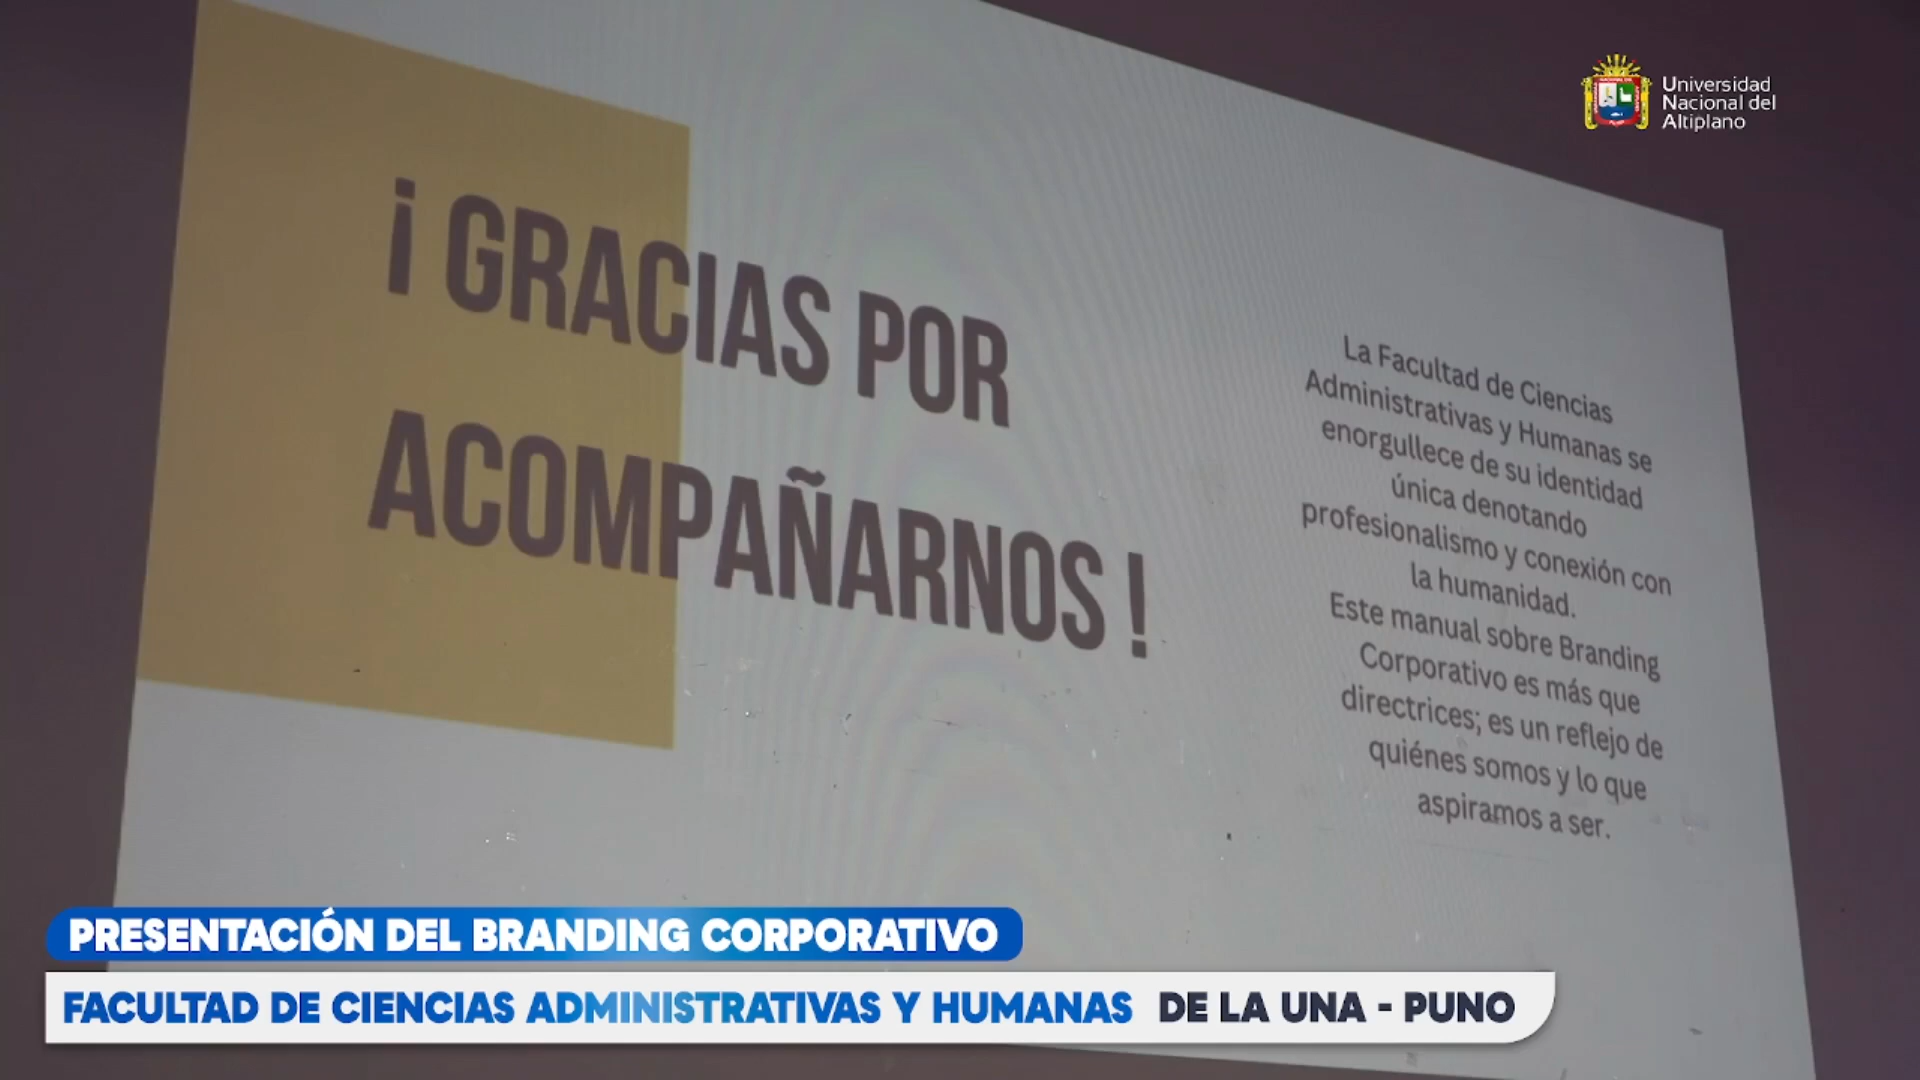 Universidad
Nacional del
Altiplano
¡ GRACIAS POR
ACOMPAÑARNOS !
La Facultad de Ciencias
Administrativas y Humanas se
enorgullece de su identidad
única denotando
profesionalismo y conexión con
la humanidad.
Este manual sobre Branding
Corporativo es más que
directrices; es un reflejo de
quiénes somos y lo que
aspiramos a ser.
PRESENTACIÓN DEL BRANDING CORPORATIVO
FACULTAD DE CIENCIAS ADMINISTRATIVAS Y HUMANAS DE LA UNA - PUNO